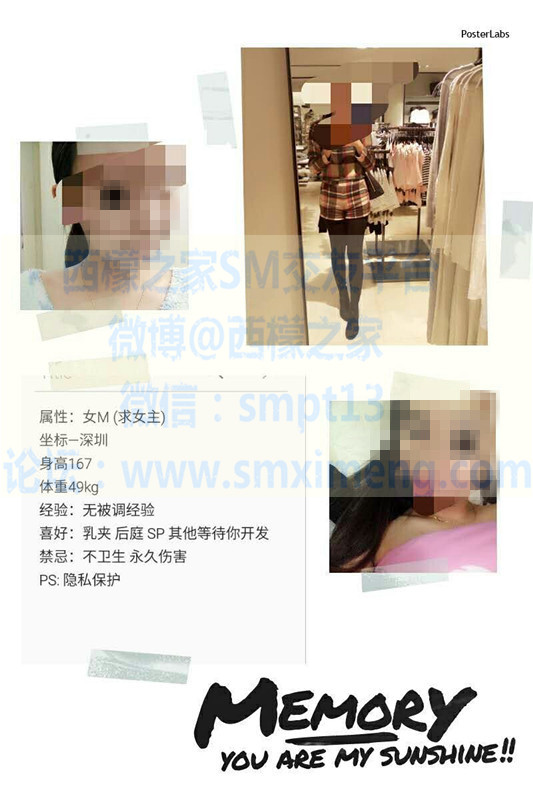 PosterLabs
西檬之家SM交友平台
微博@西檬之家
微信：smpt13
论坛：www.smximeng.com
属性：女M (求女主)
坐标—深圳
身高167
体重49kg
经验：无被调经验
喜好：乳夹 后庭 SP 其他等待你开发
禁忌：不卫生 永久伤害
PS: 隐私保护
MEMORY
YOU ARE MY SUNSHINE!!